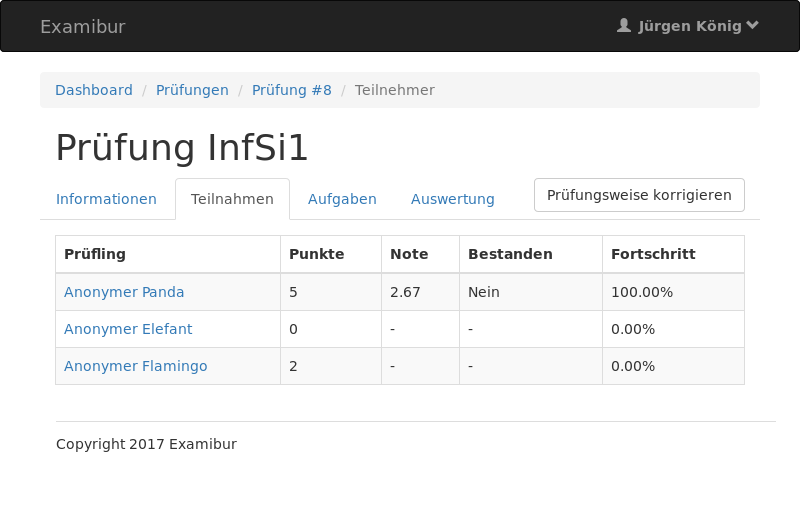 Examibur Jürgen König
Dashboard / Prüfungen / Prüfung #8 / Teilnehmer
Prüfung InfSi1
Informationen Teilnahmen Aufgaben Auswertung Prüfungsweise korrigieren
Prüfling Punkte Note Bestanden Fortschritt
Anonymer Panda 5 2.67 Nein 100.00%
Anonymer Elefant 0 - - 0.00%
Anonymer Flamingo 2 - - 0.00%
Copyright 2017 Examibur